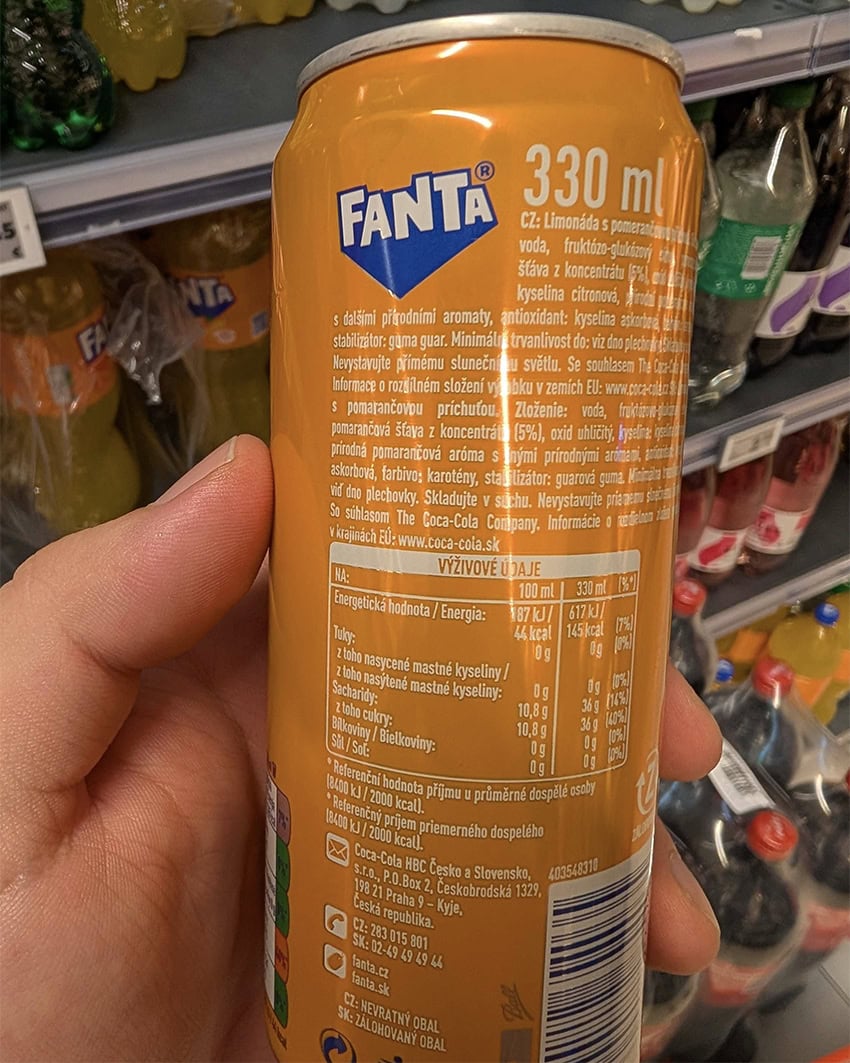 FANTA®
330 ml
CZ: Limonáda s
voda, fruktózo-glukózový
šťáva z koncentrátu (5%), oxid
kyselina citronová, přírodní
s dalšími přírodními aromaty, antioxidant: kyselina askorbová,
stabilizátor: guma guar. Minimální trvanlivost do: viz dno plechovky.
Nevystavujte přímému slunečnímu světlu. Se souhlasem The Coca-Cola
Informace o rozdílném složení výrobku v zemích EU: www.coca-cola.cz
s pomarančovou príchuťou. Zloženie: voda, fruktózovo-glukózový
pomarančová šťava z koncentrátu (5%), oxid uhličitý, kyselina:
prírodná pomarančová aróma s inými prírodnými arómami,
askorbová, farbivo: karotény, stabilizátor: guarová guma. Minimálna
viď dno plechovky. Skladujte v suchu. Nevystavujte priamemu
So súhlasom The Coca-Cola Company. Informácie o rozdielnom
v krajinách EÚ: www.coca-cola.sk
VÝŽIVOVÉ ÚDAJE
NA: 100 ml 330 ml (%*)
Energetická hodnota / Energia: 187 kJ / 617 kJ /
44 kcal 145 kcal (7%)
Tuky: 0 g 0 g (0%)
z toho nasycené mastné kyseliny /
z toho nasýtené mastné kyseliny: 0 g 0 g (0%)
Sacharidy: 10,8 g 36 g (14%)
z toho cukry: 10,8 g 36 g (40%)
Bílkoviny / Bielkoviny: 0 g 0 g (0%)
Sůl / Soľ: 0 g 0 g (0%)
* Referenční hodnota příjmu u průměrné dospělé osoby
(8400 kJ / 2000 kcal).
* Referenčný príjem priemerného dospelého
(8400 kJ / 2000 kcal).
Coca-Cola HBC Česko a Slovensko,
s.r.o., P.O.Box 2, Českobrodská 1329,
198 21 Praha 9 – Kyje,
Česká republika.
403548310
CZ: 283 015 801
SK: 02-49 49 49 44
fanta.cz
fanta.sk
CZ: NEVRATNÝ OBAL
SK: ZÁLOHOVANÝ OBAL
Ball